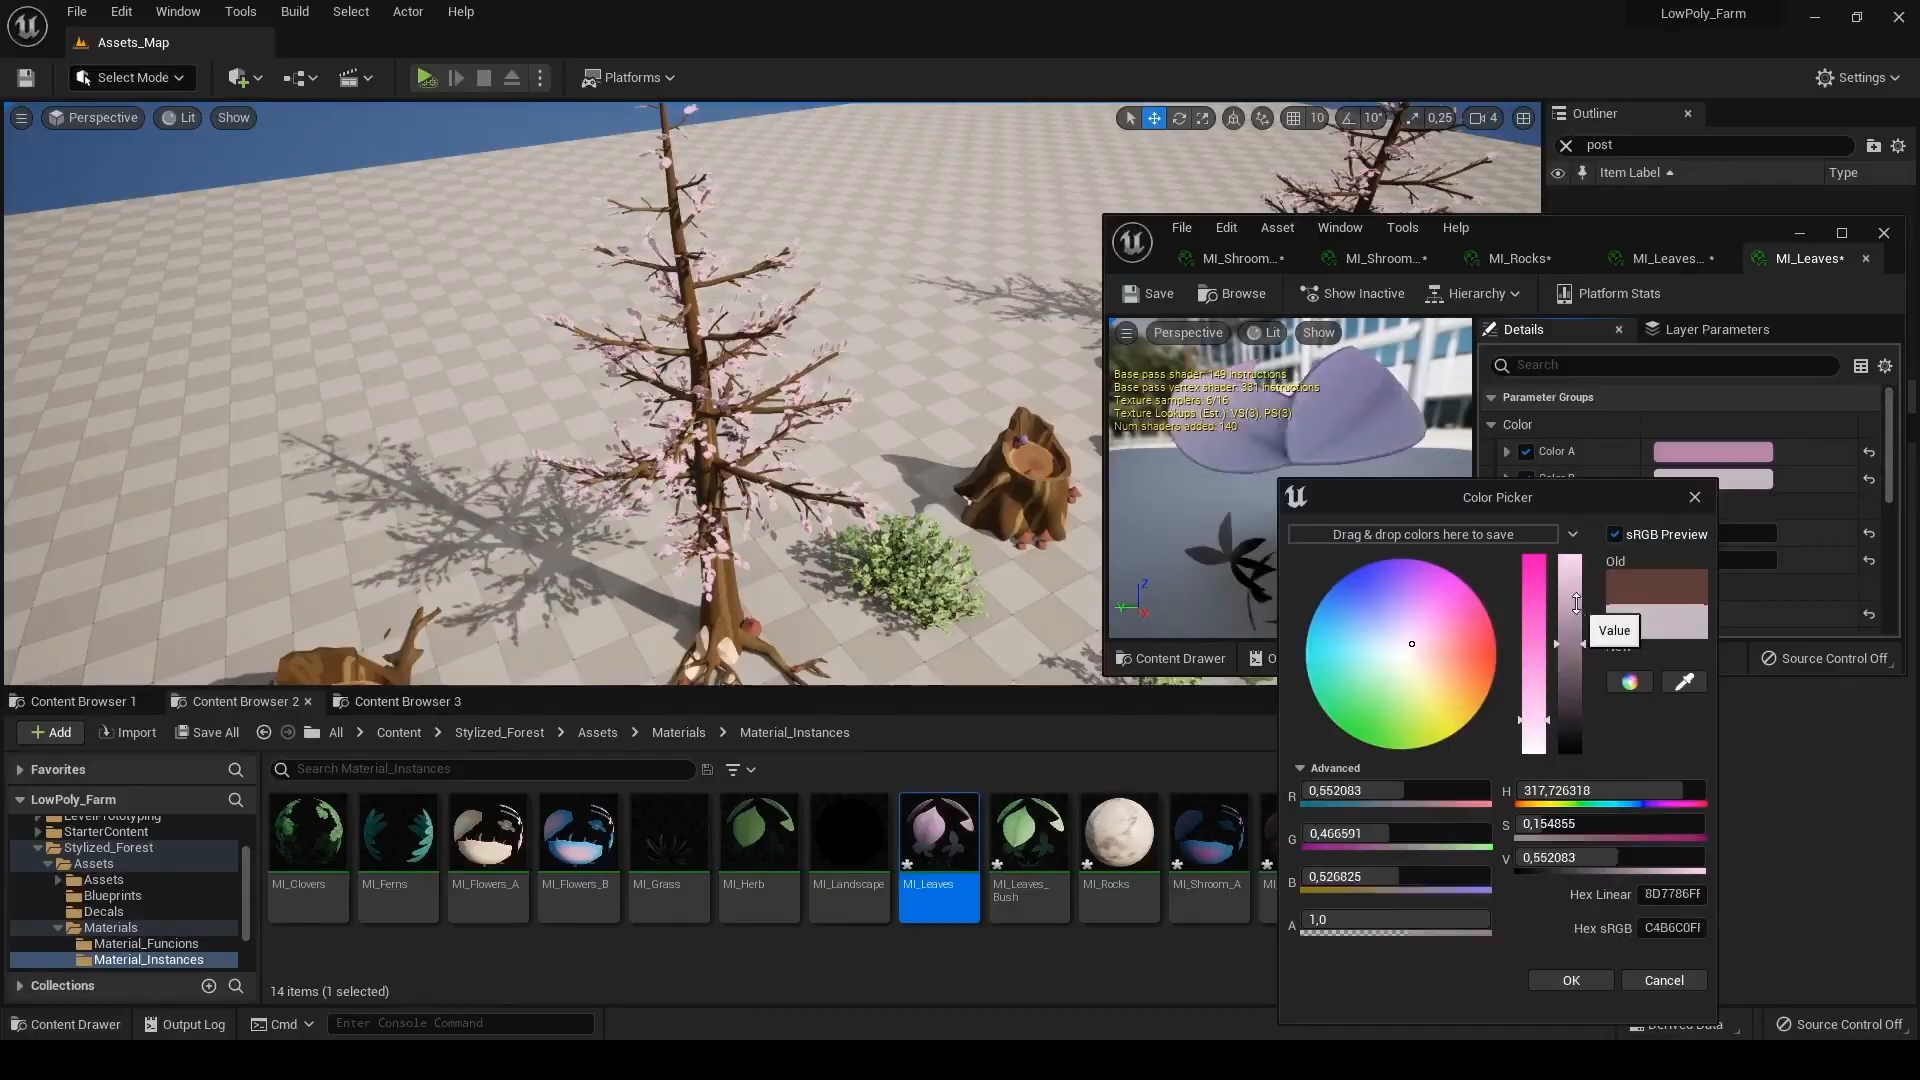 File Edit Window Tools Build Select Actor Help
LowPoly_Farm
Assets_Map
Select Mode
Platforms
Settings
Perspective Lit Show
10 10° 0,25 4
Outliner
post
Item Label Type
File Edit Asset Window Tools Help
MI_Shroom...* MI_Shroom...* MI_Rocks* MI_Leaves... * MI_Leaves*
Save Browse Show Inactive Hierarchy Platform Stats
Perspective Lit Show
Base pass shader: 149 instructions
Base pass vertex shader: 331 instructions
Texture samplers: 6/16
Texture Lookups (Est.): VS(3), PS(3)
Num shaders added: 140
Details Layer Parameters
Search
Parameter Groups
Color
Color A
Z
Y
X
Content Drawer
Source Control Off
Color Picker
Drag & drop colors here to save
sRGB Preview
Old
Value
Advanced
R 0,552083
G 0,466591
B 0,526825
A 1,0
H 317,726318
S 0,154855
V 0,552083
Hex Linear 8D7786FF
Hex sRGB C4B6C0FF
OK Cancel
Content Browser 1 Content Browser 2 Content Browser 3
Add Import Save All All Content Stylized_Forest Assets Materials Material_Instances
Favorites
Search Material_Instances
LowPoly_Farm
LevelPrototyping
StarterContent
Stylized_Forest
Assets
Assets
Blueprints
Decals
Materials
Material_Funcions
Material_Instances
Collections
MI_Clovers
MI_Ferns
MI_Flowers_A
MI_Flowers_B
MI_Grass
MI_Herb
MI_Landscape
MI_Leaves
MI_Leaves_
Bush
MI_Rocks
MI_Shroom_A
14 items (1 selected)
Content Drawer Output Log Cmd Enter Console Command
Derived Data Source Control Off